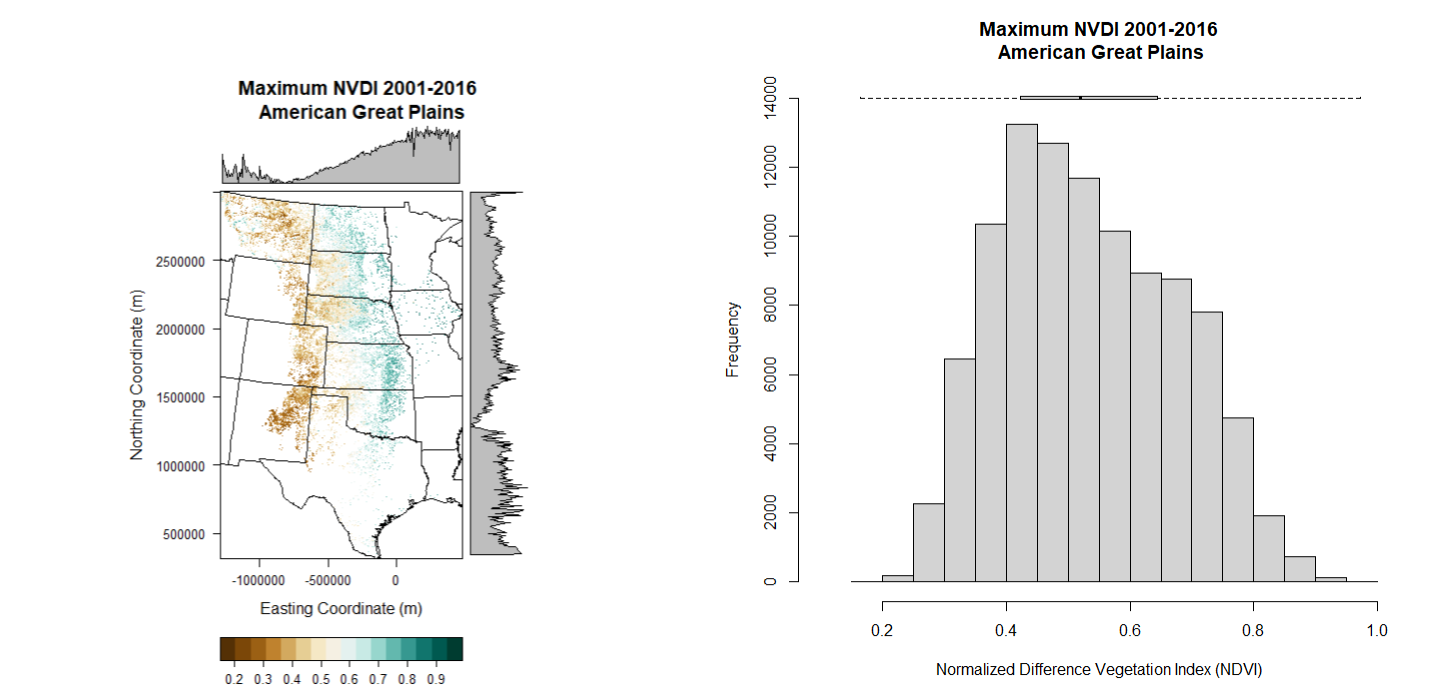 Maximum NVDI 2001-2016
American Great Plains
Northing Coordinate (m)
2500000
2000000
1500000
1000000
500000
-1000000 -500000 0
Easting Coordinate (m)
0.2 0.3 0.4 0.5 0.6 0.7 0.8 0.9
Maximum NVDI 2001-2016
American Great Plains
Frequency
14000
12000
10000
8000
6000
4000
2000
0
0.2 0.4 0.6 0.8 1.0
Normalized Difference Vegetation Index (NDVI)